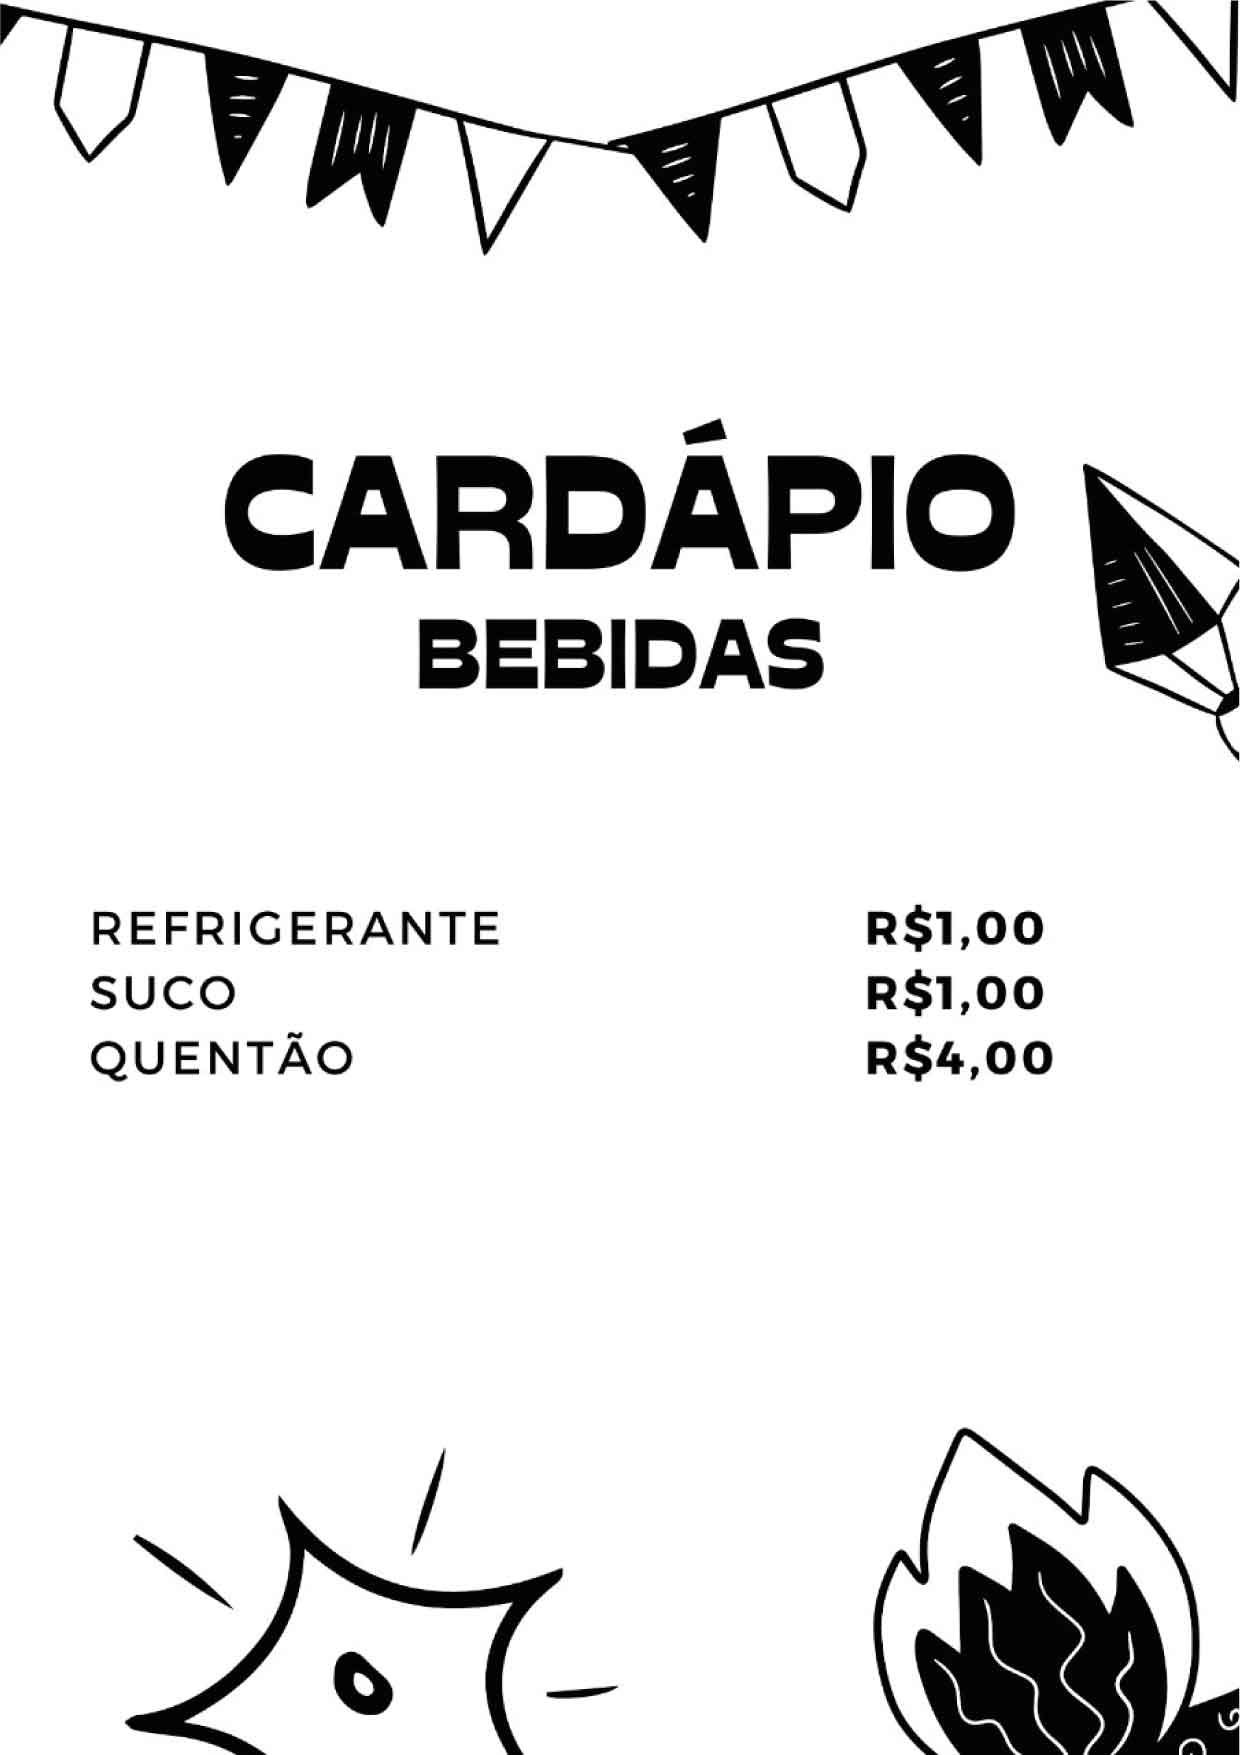 CARDÁPIO
BEBIDAS
REFRIGERANTE R$1,00
SUCO R$1,00
QUENTÃO R$4,00